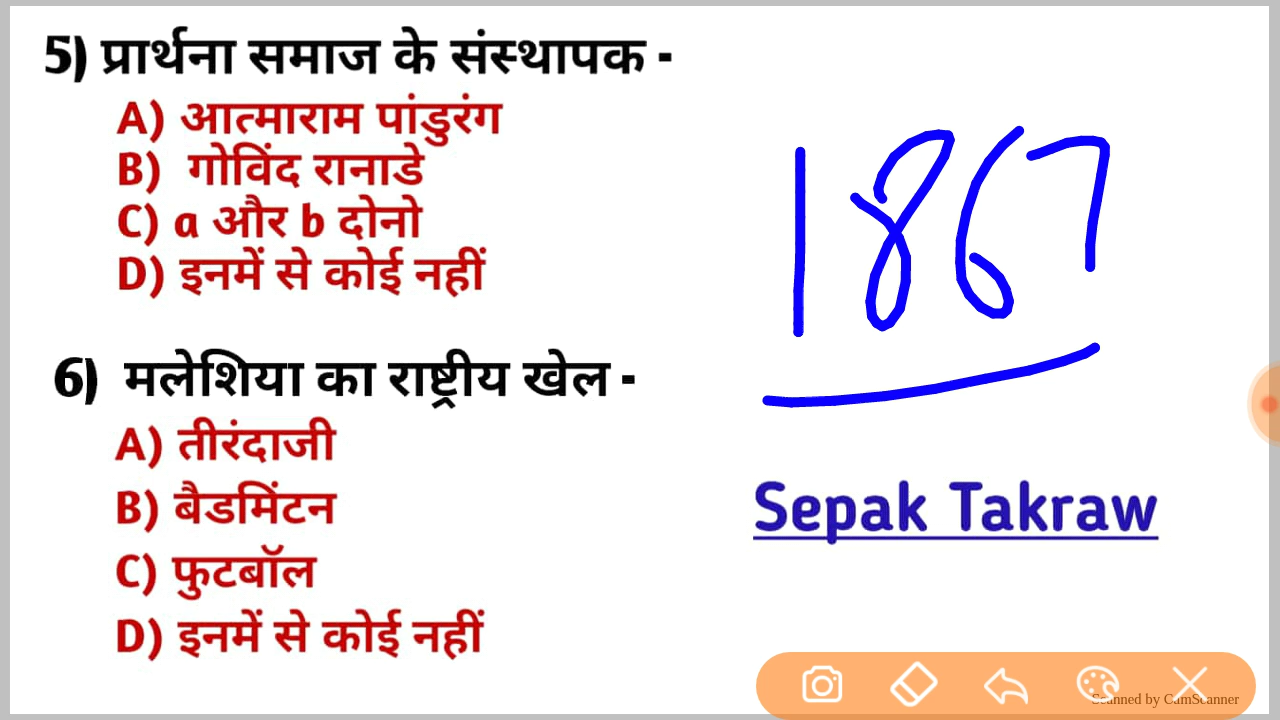 5) प्रार्थना समाज के संस्थापक -
A) आत्माराम पांडुरंग
B) गोविंद रानाडे
C) a और b दोनो
D) इनमें से कोई नहीं
1867
6) मलेशिया का राष्ट्रीय खेल -
A) तीरंदाजी
B) बैडमिंटन
C) फुटबॉल
D) इनमें से कोई नहीं
Sepak Takraw
Scanned by CamScanner